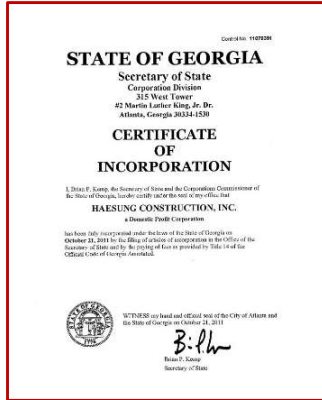 Control No. 11079386
STATE OF GEORGIA
Secretary of State
Corporation Division
315 West Tower
#2 Martin Luther King, Jr. Dr.
Atlanta, Georgia 30334-1530
CERTIFICATE
OF
INCORPORATION
I, Brian P. Kemp, the Secretary of State and the Corporations Commissioner of
the State of Georgia, hereby certify under the seal of my office that
HAESUNG CONSTRUCTION, INC.
a Domestic Profit Corporation
has been duly incorporated under the laws of the State of Georgia on
October 21, 2011 by the filing of articles of incorporation in the Office of the
Secretary of State and by the paying of fees as provided by Title 14 of the
Official Code of Georgia Annotated.
WITNESS my hand and official seal of the City of Atlanta and
the State of Georgia on October 21, 2011
Brian P. Kemp
Secretary of State
1776